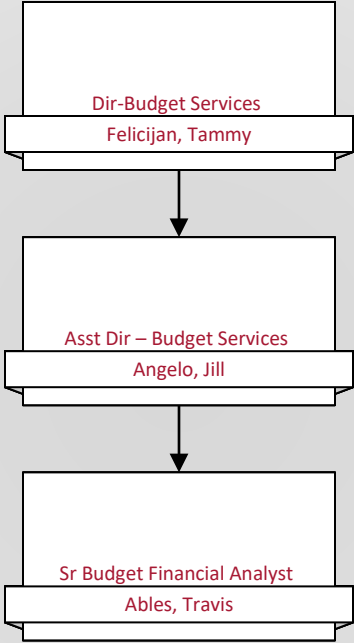 Dir-Budget Services
Felicijan, Tammy
Asst Dir – Budget Services
Angelo, Jill
Sr Budget Financial Analyst
Ables, Travis